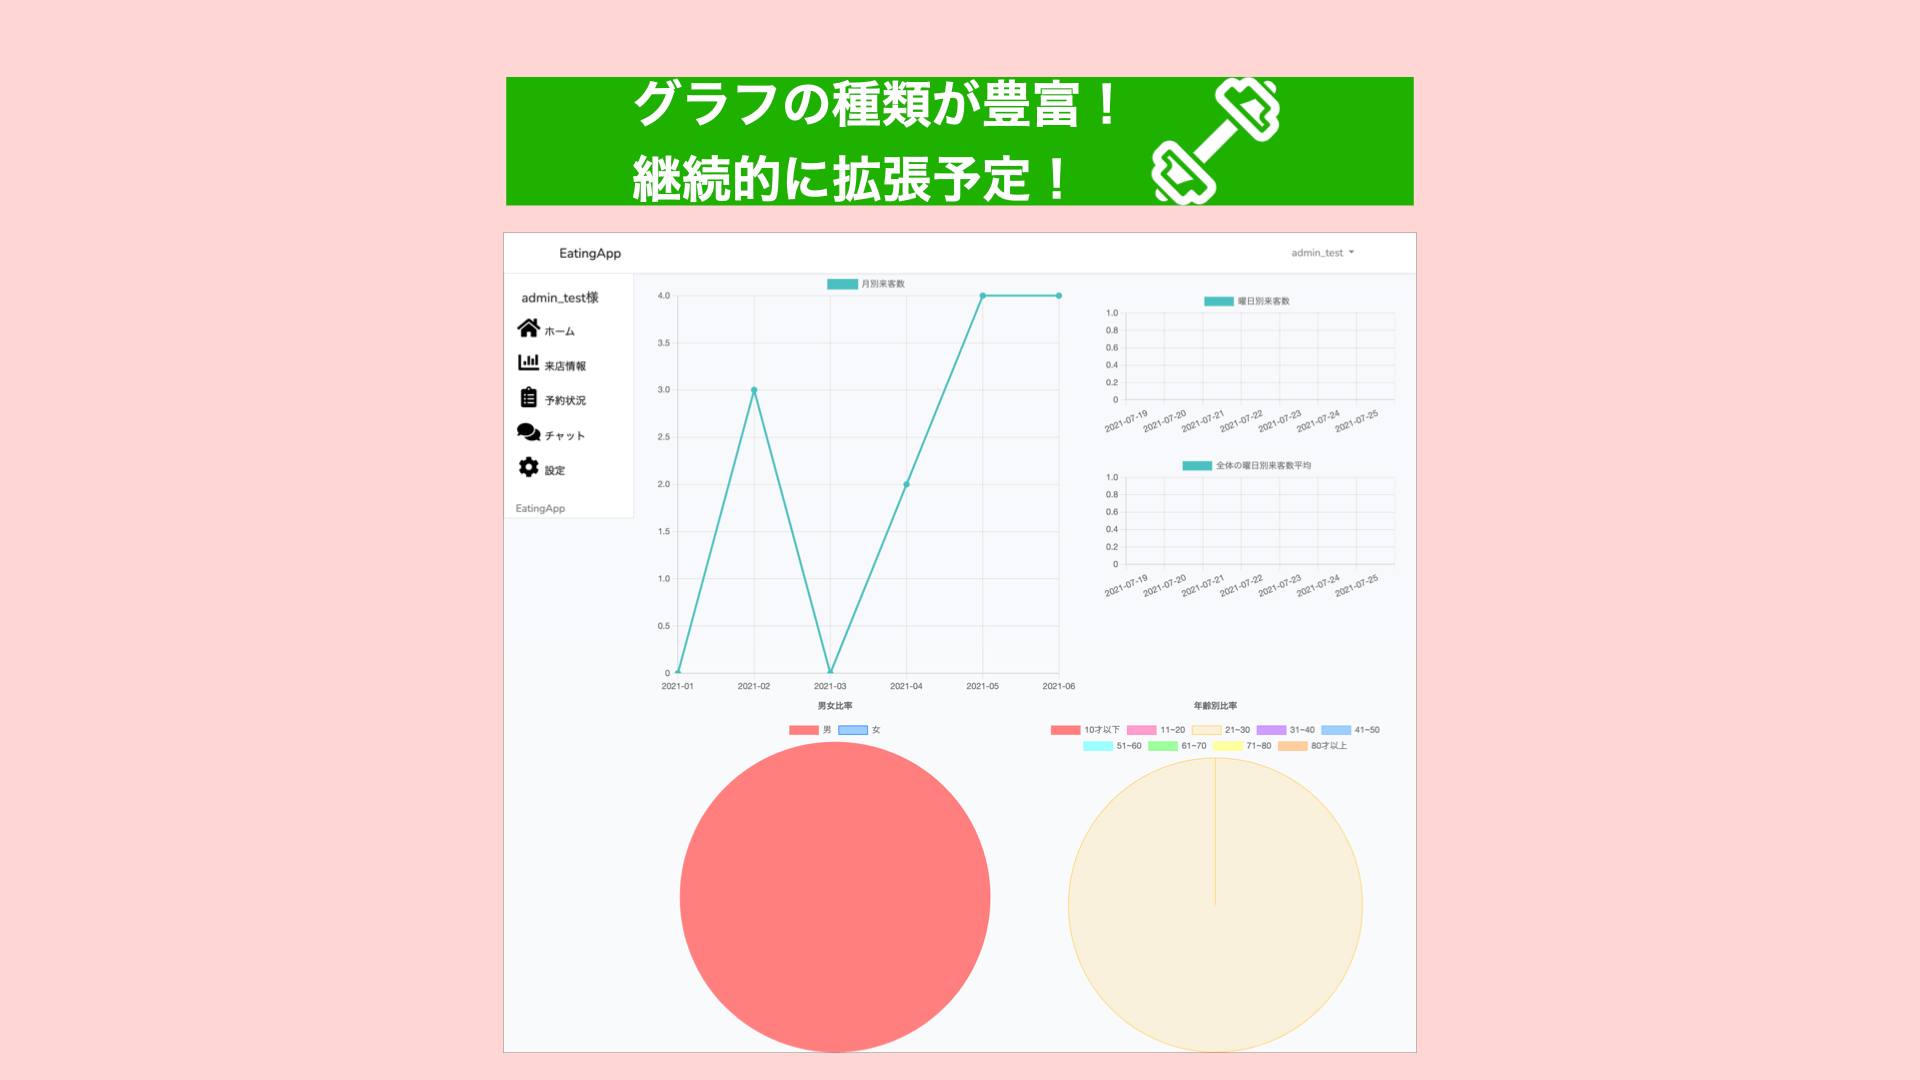 グラフの種類が豊富！
継続的に拡張予定！
EatingApp
admin_test
admin_test様
ホーム
来店情報
予約状況
チャット
設定
EatingApp
月別来客数
4.0
3.5
3.0
2.5
2.0
1.5
1.0
0.5
0
2021-01 2021-02 2021-03 2021-04 2021-05 2021-06
曜日別来客数
1.0
0.8
0.6
0.4
0.2
0
2021-07-19 2021-07-20 2021-07-21 2021-07-22 2021-07-23 2021-07-24 2021-07-25
全体の曜日別来客数平均
1.0
0.8
0.6
0.4
0.2
0
2021-07-19 2021-07-20 2021-07-21 2021-07-22 2021-07-23 2021-07-24 2021-07-25
男女比率
男 女
年齢別比率
10才以下 11~20 21~30 31~40 41~50
51~60 61~70 71~80 80才以上